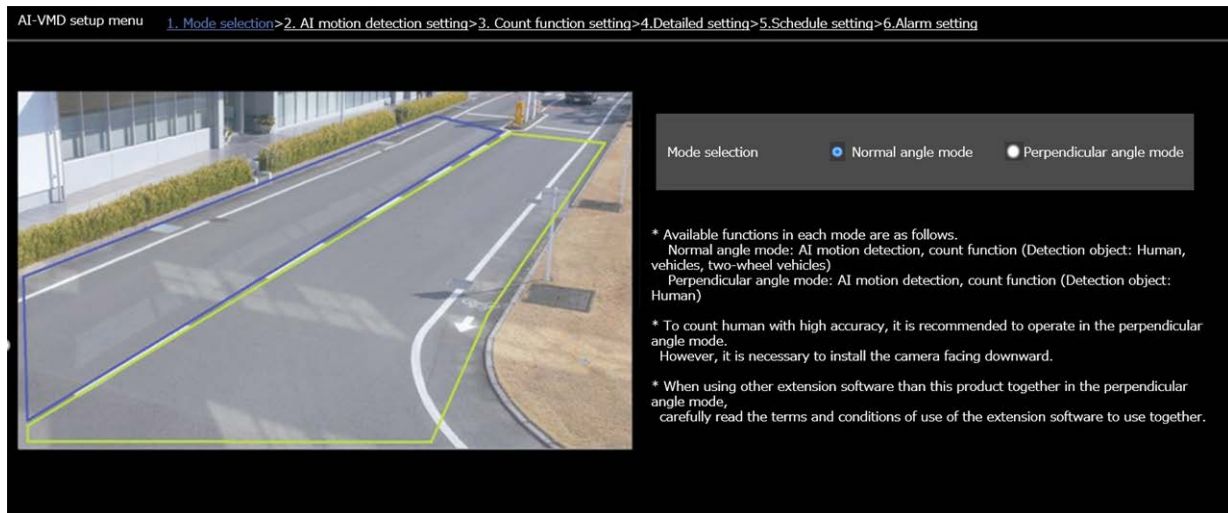 AI-VMD setup menu 1. Mode selection>2. AI motion detection setting>3. Count function setting>4.Detailed setting>5.Schedule setting>6.Alarm setting
Mode selection Normal angle mode Perpendicular angle mode
* Available functions in each mode are as follows.
Normal angle mode: AI motion detection, count function (Detection object: Human,
vehicles, two-wheel vehicles)
Perpendicular angle mode: AI motion detection, count function (Detection object:
Human)
* To count human with high accuracy, it is recommended to operate in the perpendicular
angle mode.
However, it is necessary to install the camera facing downward.
* When using other extension software than this product together in the perpendicular
angle mode,
carefully read the terms and conditions of use of the extension software to use together.